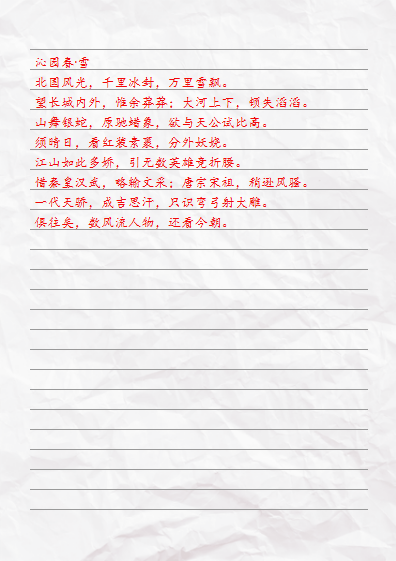 沁园春·雪
北国风光，千里冰封，万里雪飘。
望长城内外，惟余莽莽；大河上下，顿失滔滔。
山舞银蛇，原驰蜡象，欲与天公试比高。
须晴日，看红装素裹，分外妖娆。
江山如此多娇，引无数英雄竞折腰。
惜秦皇汉武，略输文采；唐宗宋祖，稍逊风骚。
一代天骄，成吉思汗，只识弯弓射大雕。
俱往矣，数风流人物，还看今朝。